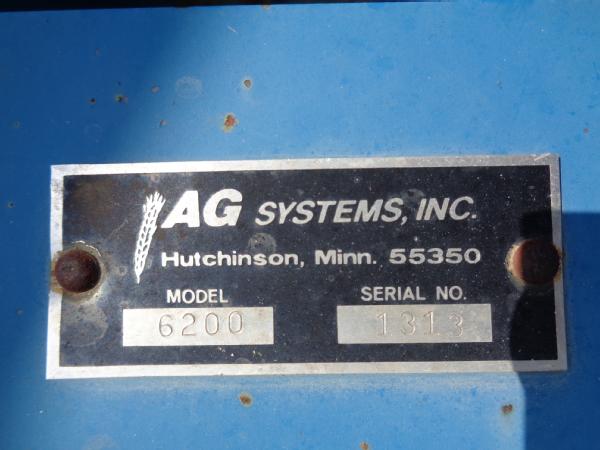 AG SYSTEMS, INC.
Hutchinson, Minn. 55350
MODEL SERIAL NO.
6200 1313